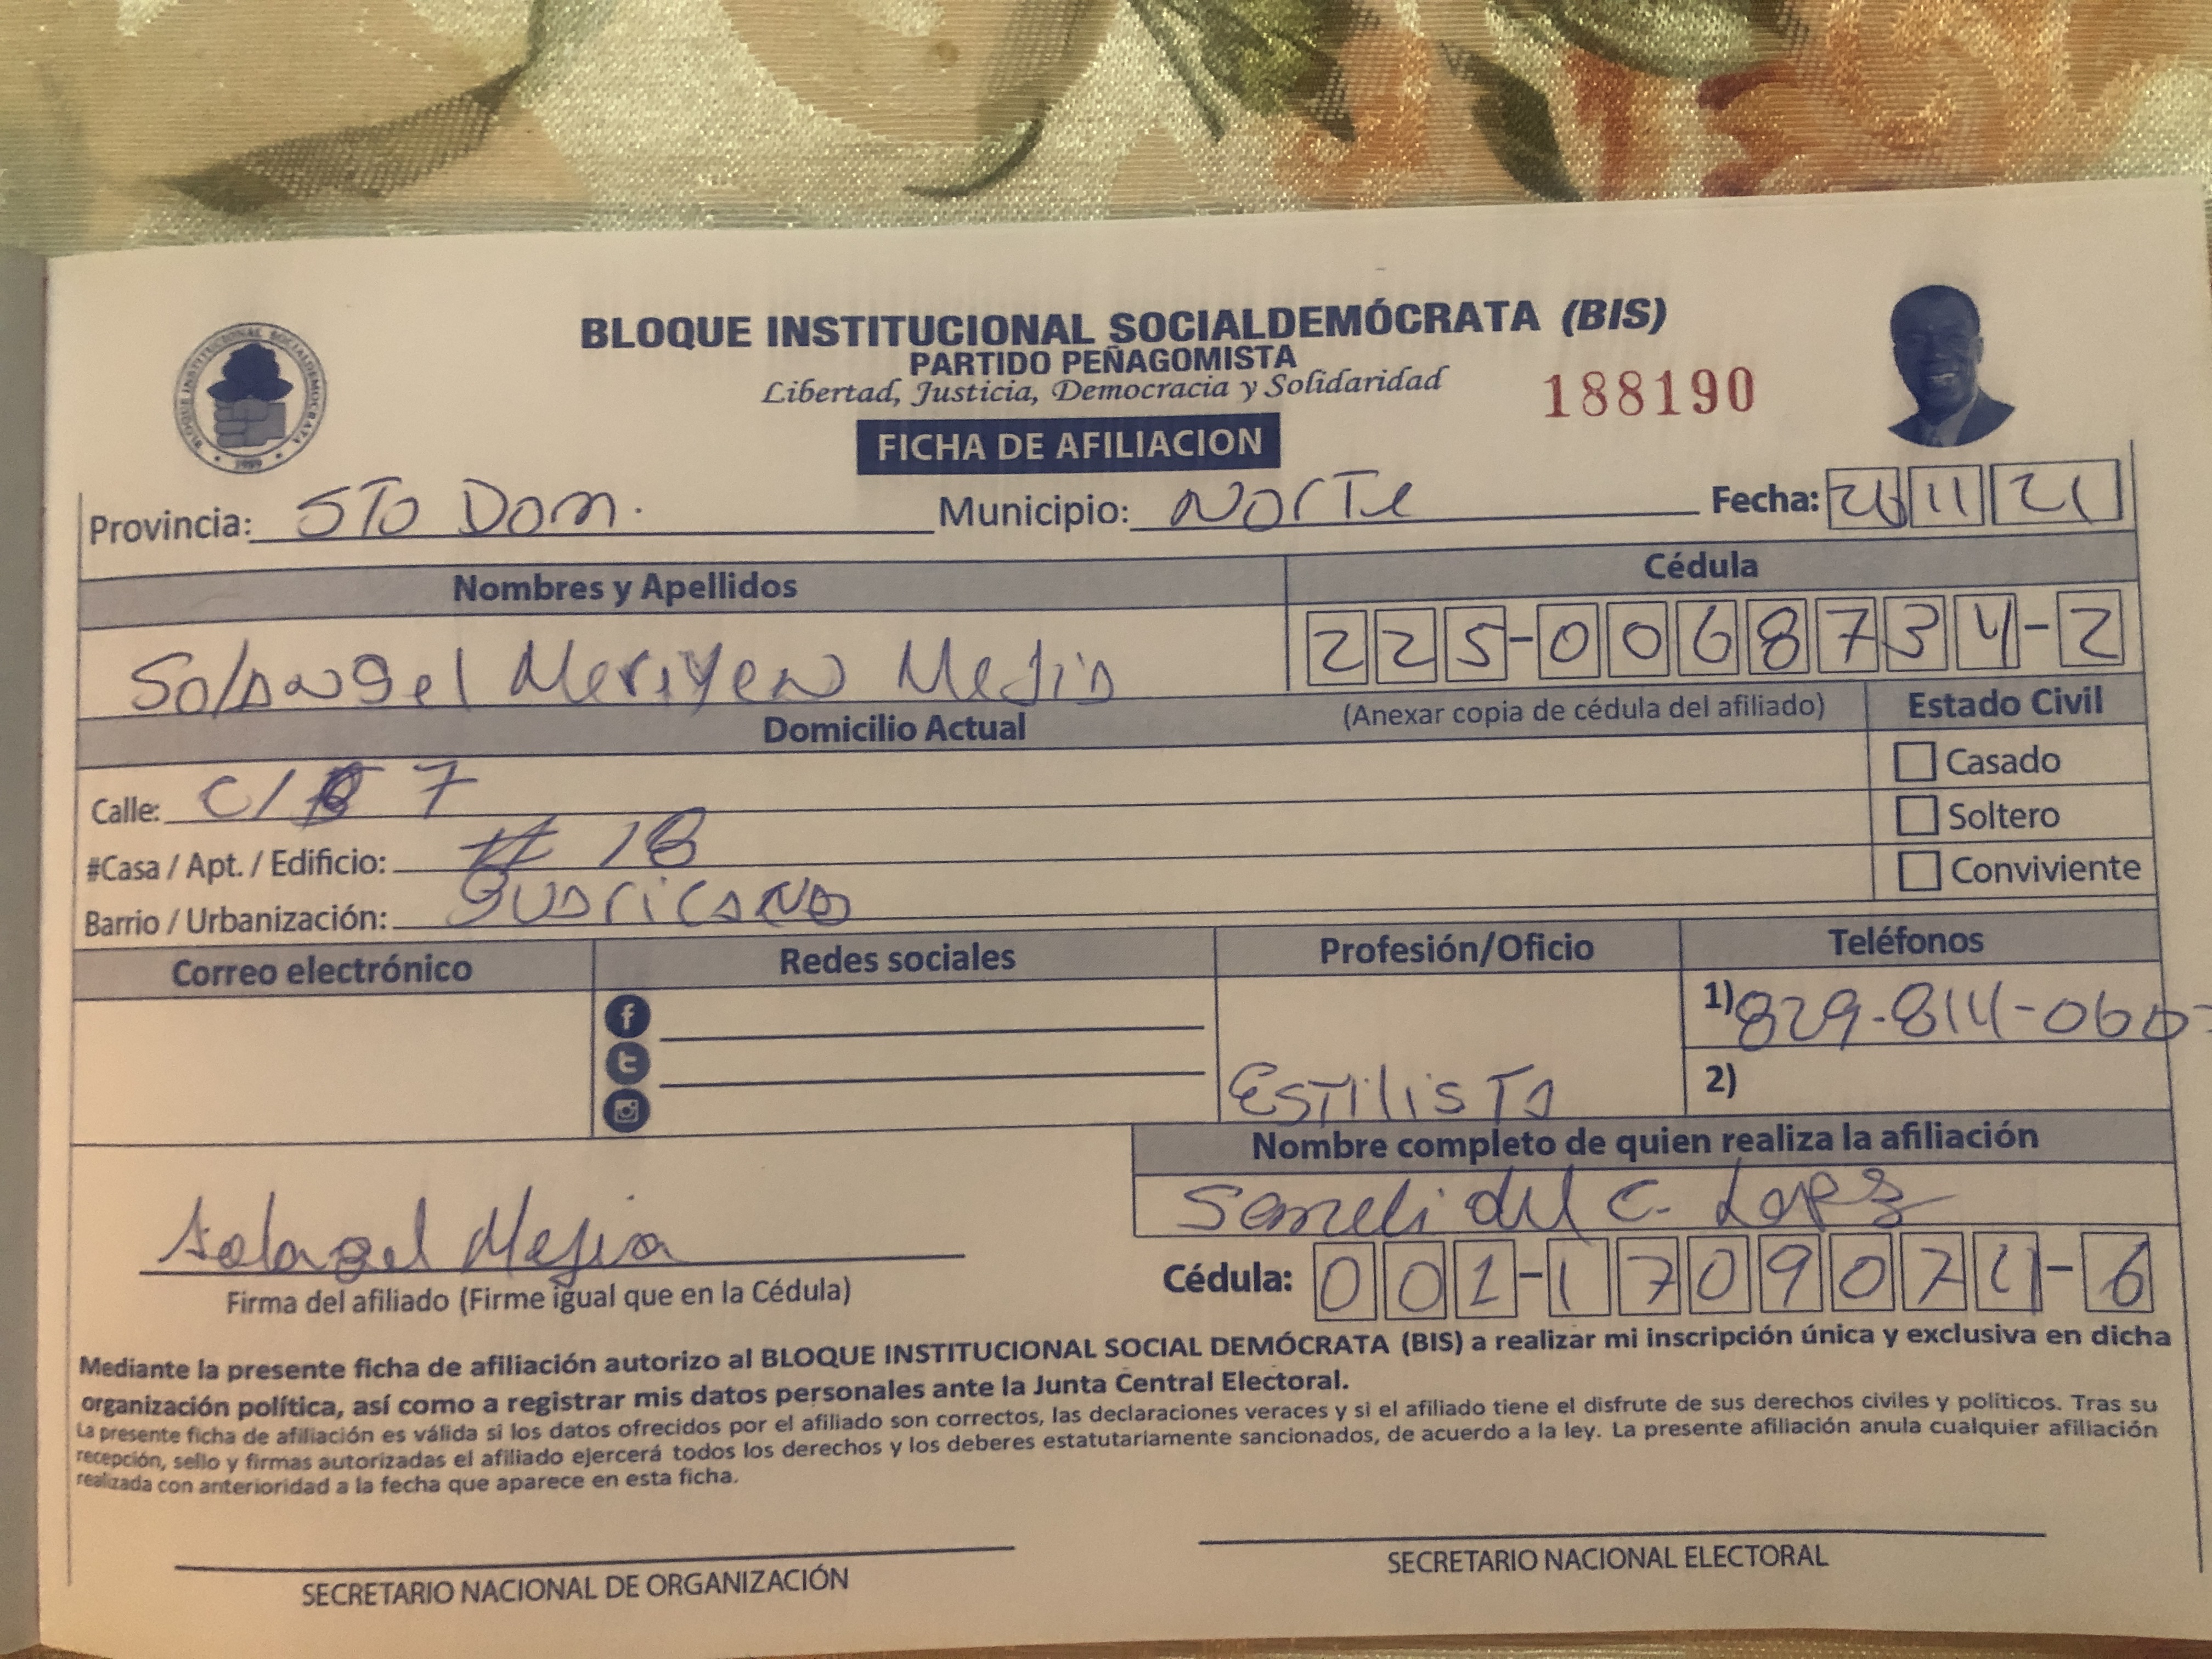 BLOQUE INSTITUCIONAL SOCIALDEMÓCRATA (BIS)
PARTIDO PEÑAGOMISTA
Libertad, Justicia, Democracia y Solidaridad
188190
FICHA DE AFILIACION
BLOQUE INSTITUCIONAL SOCIALDEMOCRATA
Provincia: STO Dom. Municipio: Norte Fecha: 11 21
Nombres y Apellidos Cédula
Solangel Meriyen Mejia 225-0068734-2
Domicilio Actual (Anexar copia de cédula del afiliado) Estado Civil
Casado
Calle: C/ 7
Soltero
#Casa / Apt. / Edificio: # 18
Conviviente
Barrio / Urbanización: Guaricano
Correo electrónico Redes sociales Profesión/Oficio Teléfonos
1) 829-814-060
Estilista 2)
Nombre completo de quien realiza la afiliación
del C. Lopez
Solangel Mejia
Firma del afiliado (Firme igual que en la Cédula) Cédula: 001-1709074-6
Mediante la presente ficha de afiliación autorizo al BLOQUE INSTITUCIONAL SOCIAL DEMÓCRATA (BIS) a realizar mi inscripción única y exclusiva en dicha
organización política, así como a registrar mis datos personales ante la Junta Central Electoral.
La presente ficha de afiliación es válida si los datos ofrecidos por el afiliado son correctos, las declaraciones veraces y si el afiliado tiene el disfrute de sus derechos civiles y políticos. Tras su
recepción, sello y firmas autorizadas el afiliado ejercerá todos los derechos y los deberes estatutariamente sancionados, de acuerdo a la ley. La presente afiliación anula cualquier afiliación
realizada con anterioridad a la fecha que aparece en esta ficha.
SECRETARIO NACIONAL DE ORGANIZACIÓN SECRETARIO NACIONAL ELECTORAL